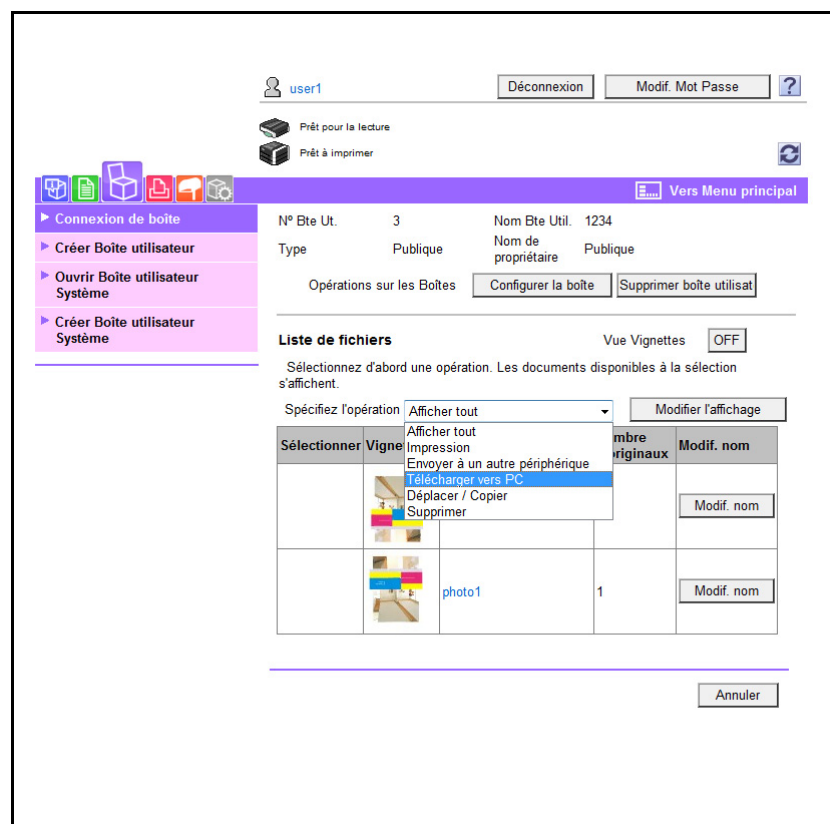 user1
Déconnexion
Modif. Mot Passe
?
Prêt pour la lecture
Prêt à imprimer
Vers Menu principal
Connexion de boîte
Créer Boîte utilisateur
Ouvrir Boîte utilisateur
Système
Créer Boîte utilisateur
Système
Nº Bte Ut. 3 Nom Bte Util. 1234
Type Publique Nom de
propriétaire Publique
Opérations sur les Boîtes Configurer la boîte Supprimer boîte utilisat
Liste de fichiers Vue Vignettes OFF
Sélectionnez d'abord une opération. Les documents disponibles à la sélection
s'affichent.
Spécifiez l'opération Afficher tout Modifier l'affichage
Afficher tout
Impression
Envoyer à un autre périphérique
Télécharger vers PC
Déplacer / Copier
Supprimer
Sélectionner Vigne mbre
riginaux Modif. nom
Modif. nom
photo1 1 Modif. nom
Annuler